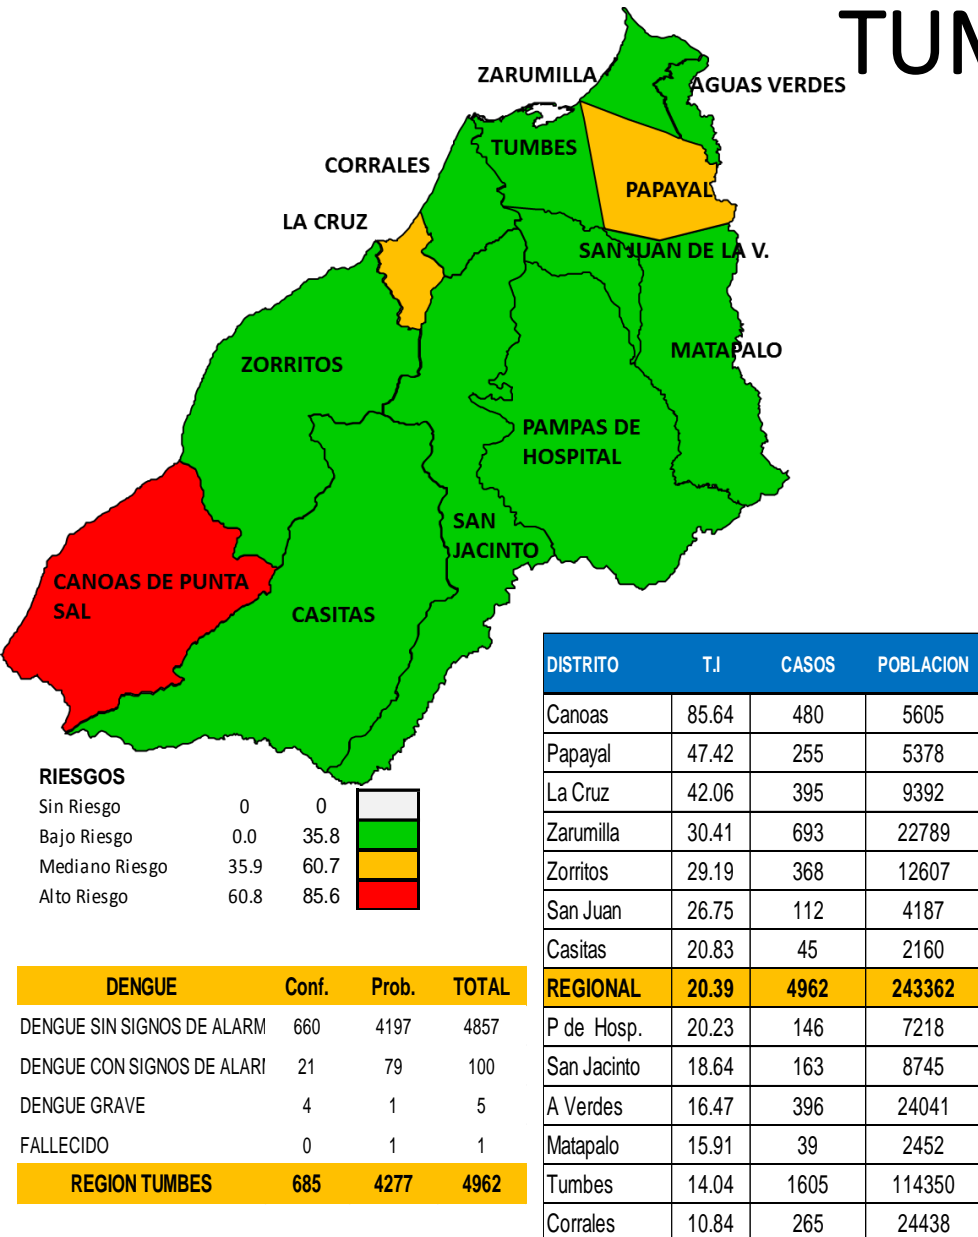 TUM
ZARUMILLA
AGUAS VERDES
TUMBES
CORRALES
PAPAYAL
LA CRUZ
SAN JUAN DE LA V.
MATAPALO
ZORRITOS
PAMPAS DE
HOSPITAL
SAN
JACINTO
CANOAS DE PUNTA
SAL
CASITAS
RIESGOS
Sin Riesgo 0 0
Bajo Riesgo 0.0 35.8
Mediano Riesgo 35.9 60.7
Alto Riesgo 60.8 85.6
DENGUE Conf. Prob. TOTAL
DENGUE SIN SIGNOS DE ALARM 660 4197 4857
DENGUE CON SIGNOS DE ALAR 21 79 100
DENGUE GRAVE 4 1 5
FALLECIDO 0 1 1
REGION TUMBES 685 4277 4962
DISTRITO T.I CASOS POBLACION
Canoas 85.64 480 5605
Papayal 47.42 255 5378
La Cruz 42.06 395 9392
Zarumilla 30.41 693 22789
Zorritos 29.19 368 12607
San Juan 26.75 112 4187
Casitas 20.83 45 2160
REGIONAL 20.39 4962 243362
P de Hosp. 20.23 146 7218
San Jacinto 18.64 163 8745
A Verdes 16.47 396 24041
Matapalo 15.91 39 2452
Tumbes 14.04 1605 114350
Corrales 10.84 265 24438